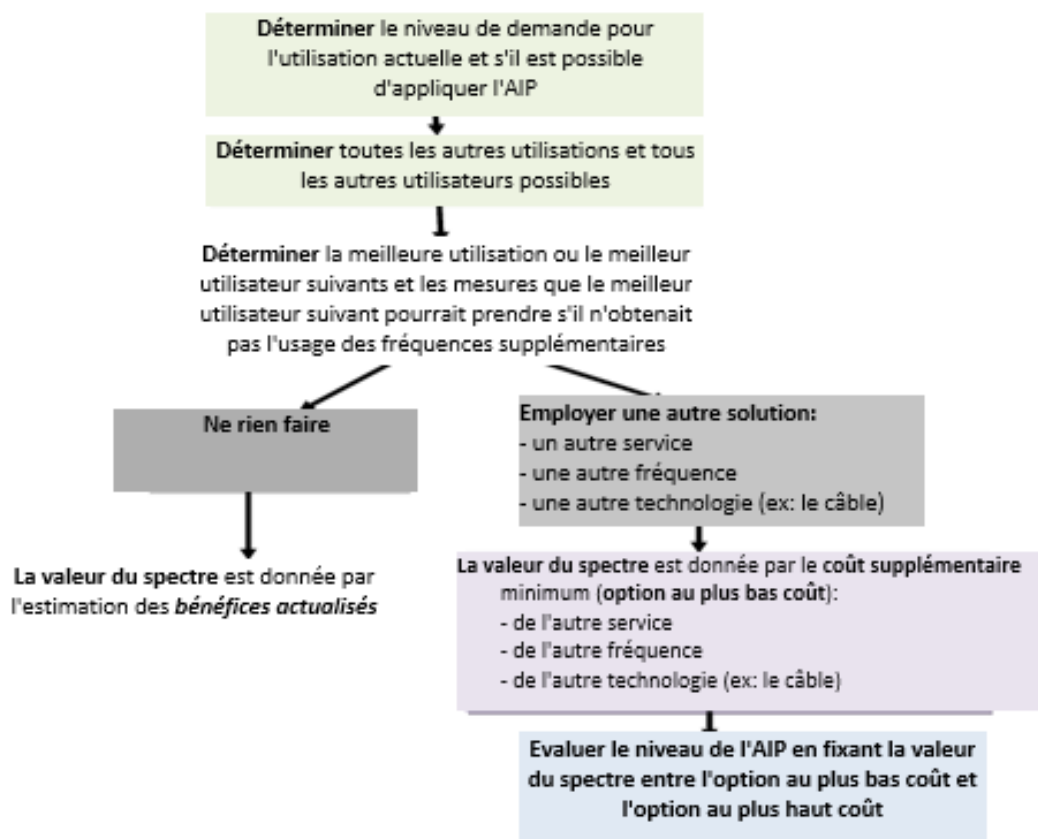 Déterminer le niveau de demande pour
l'utilisation actuelle et s'il est possible
d'appliquer l'AIP
Déterminer toutes les autres utilisations et tous
les autres utilisateurs possibles
Déterminer la meilleure utilisation ou le meilleur
utilisateur suivants et les mesures que le meilleur
utilisateur suivant pourrait prendre s'il n'obtenait
pas l'usage des fréquences supplémentaires
Ne rien faire
Employer une autre solution:
- un autre service
- une autre fréquence
- une autre technologie (ex: le câble)
La valeur du spectre est donnée par
l'estimation des bénéfices actualisés
La valeur du spectre est donnée par le coût supplémentaire
minimum (option au plus bas coût):
- de l'autre service
- de l'autre fréquence
- de l'autre technologie (ex: le câble)
Evaluer le niveau de l'AIP en fixant la valeur
du spectre entre l'option au plus bas coût et
l'option au plus haut coût